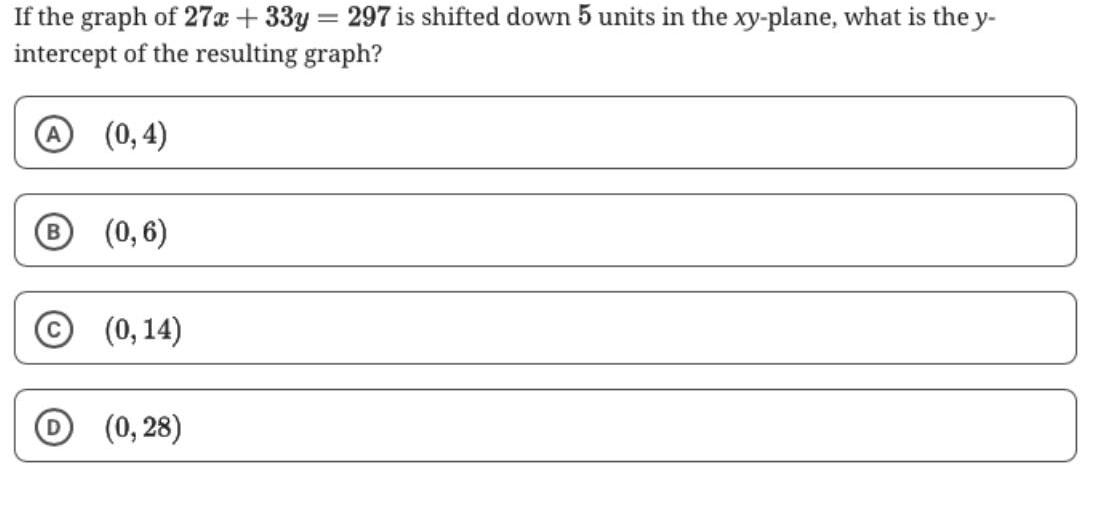 If the graph of 27x + 33y = 297 is shifted down 5 units in the xy-plane, what is the y-
intercept of the resulting graph?
A (0, 4)
B (0, 6)
C (0, 14)
D (0, 28)